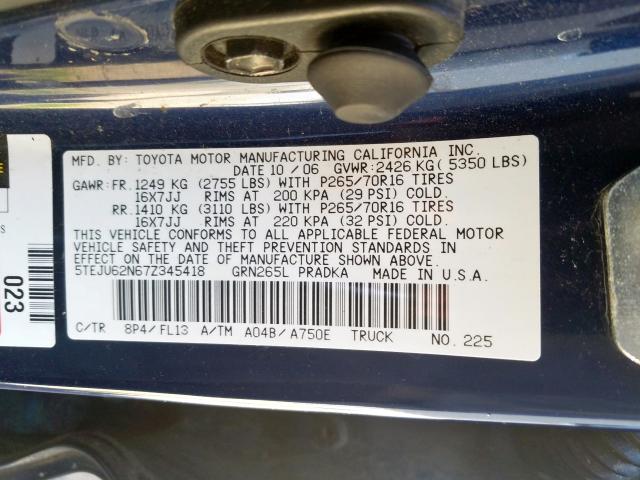 MFD. BY: TOYOTA MOTOR MANUFACTURING CALIFORNIA INC.
DATE 10 / 06 GVWR: 2426 KG( 5350 LBS)
GAWR: FR. 1249 KG (2755 LBS) WITH P265/70R16 TIRES
16X7JJ RIMS AT 200 KPA (29 PSI) COLD.
RR. 1410 KG (3110 LBS) WITH P265/70R16 TIRES
16X7JJ RIMS AT 220 KPA (32 PSI) COLD.
THIS VEHICLE CONFORMS TO ALL APPLICABLE FEDERAL MOTOR
VEHICLE SAFETY AND THEFT PREVENTION STANDARDS IN
EFFECT ON THE DATE OF MANUFACTURE SHOWN ABOVE.
5TEJU62N67Z345418 GRN265L PRADKA MADE IN U.S.A.
C/TR 8P4/FL13 A/TM A04B/A750E TRUCK NO. 225
023